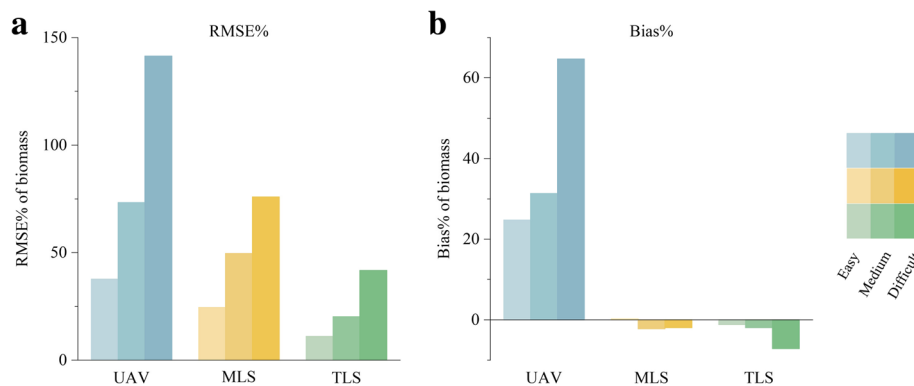 a
RMSE%
150
100
50
0
RMSE% of biomass
UAV MLS TLS
b
Bias%
60
40
20
0
Bias% of biomass
UAV MLS TLS
Easy
Medium